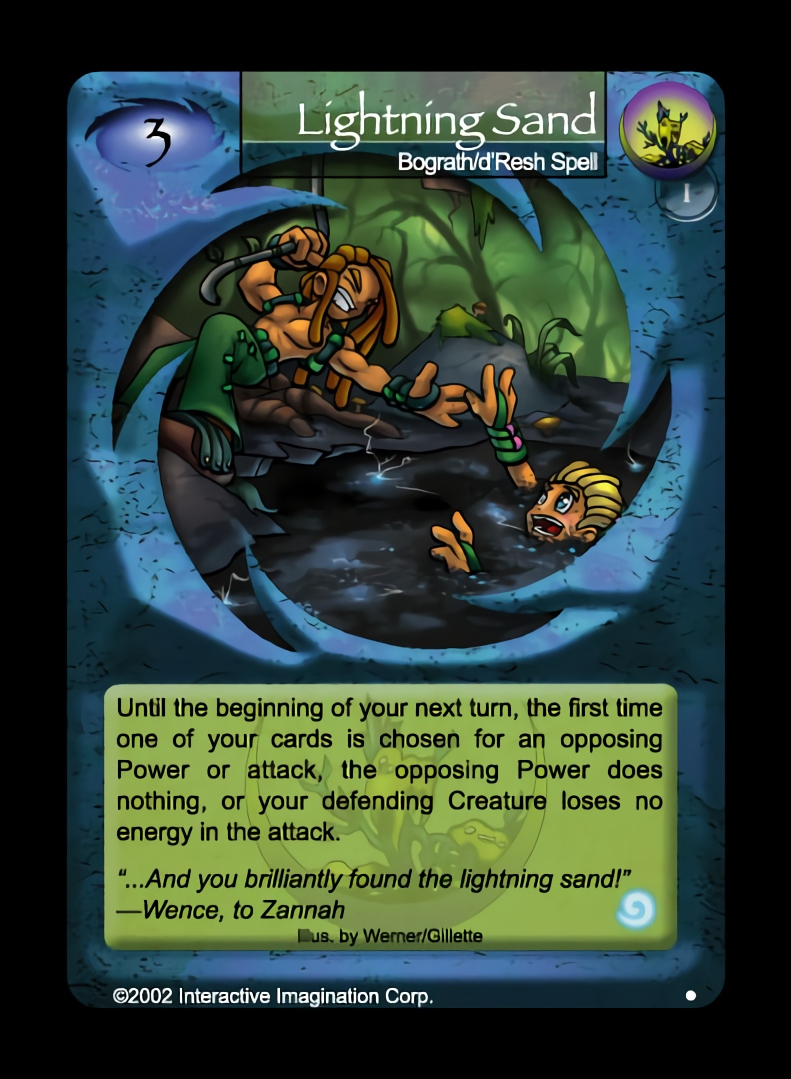 3
Lightning Sand
Bograth/d'Resh Spell
I
Until the beginning of your next turn, the first time
one of your cards is chosen for an opposing
Power or attack, the opposing Power does
nothing, or your defending Creature loses no
energy in the attack.
“...And you brilliantly found the lightning sand!”
—Wence, to Zannah
Illus. by Werner/Gillette
©2002 Interactive Imagination Corp.